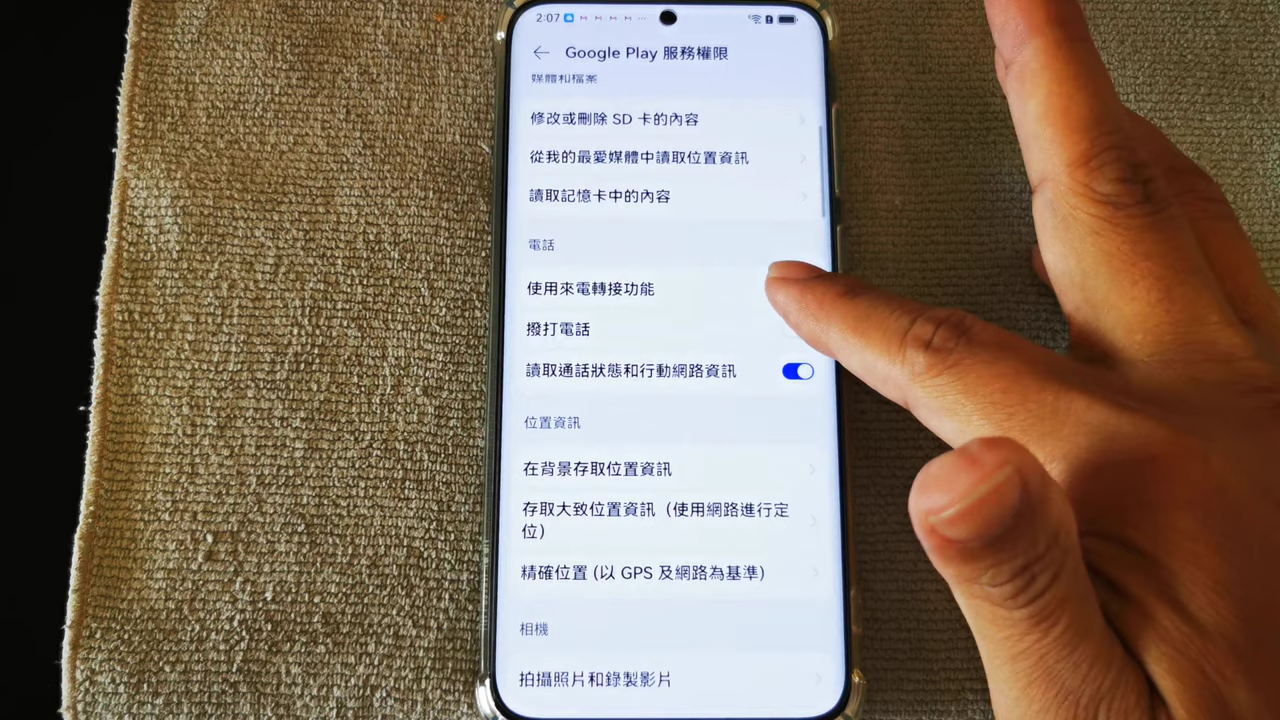 2:07
Google Play 服務權限
媒體和檔案
修改或刪除 SD 卡的內容
從我的最愛媒體中讀取位置資訊
讀取記憶卡中的內容
電話
使用來電轉接功能
撥打電話
讀取通話狀態和行動網路資訊
位置資訊
在背景存取位置資訊
存取大致位置資訊（使用網路進行定
位）
精確位置 (以 GPS 及網路為基準)
相機
拍攝照片和錄製影片